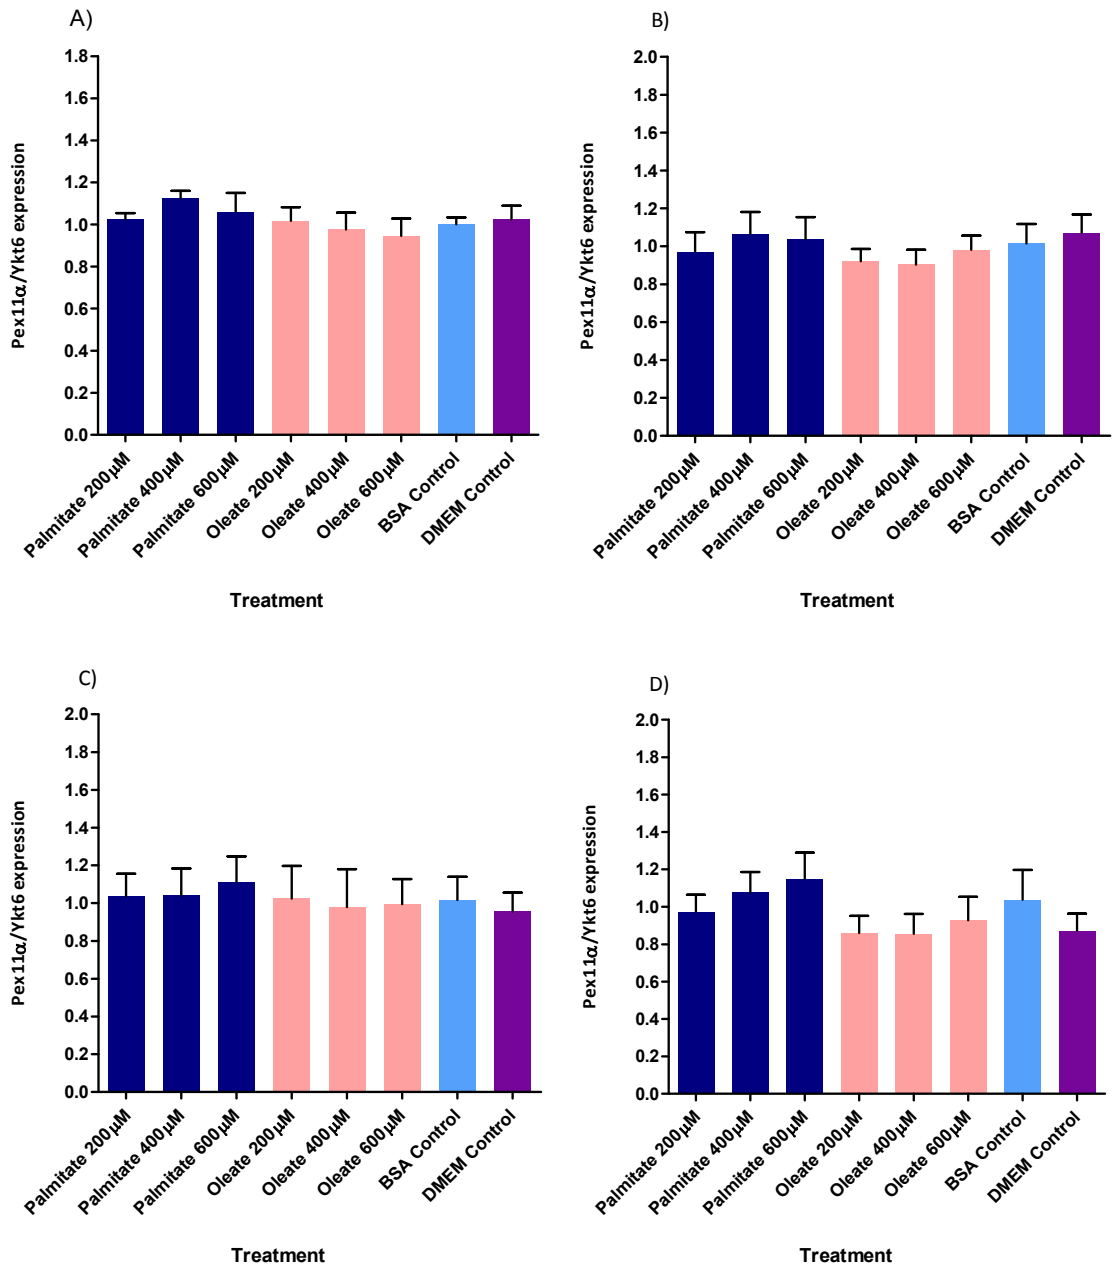 A)
Pex11α/Ykt6 expression
1.8
1.6
1.4
1.2
1.0
0.8
0.6
0.4
0.2
0.0
Palmitate 200µM
Palmitate 400µM
Palmitate 600µM
Oleate 200µM
Oleate 400µM
Oleate 600µM
BSA Control
DMEM Control
Treatment
B)
Pex11α/Ykt6 expression
2.0
1.8
1.6
1.4
1.2
1.0
0.8
0.6
0.4
0.2
0.0
Palmitate 200µM
Palmitate 400µM
Palmitate 600µM
Oleate 200µM
Oleate 400µM
Oleate 600µM
BSA Control
DMEM Control
Treatment
C)
Pex11α/Ykt6 expression
2.0
1.8
1.6
1.4
1.2
1.0
0.8
0.6
0.4
0.2
0.0
Palmitate 200µM
Palmitate 400µM
Palmitate 600µM
Oleate 200µM
Oleate 400µM
Oleate 600µM
BSA Control
DMEM Control
Treatment
D)
Pex11α/Ykt6 expression
2.0
1.8
1.6
1.4
1.2
1.0
0.8
0.6
0.4
0.2
0.0
Palmitate 200µM
Palmitate 400µM
Palmitate 600µM
Oleate 200µM
Oleate 400µM
Oleate 600µM
BSA Control
DMEM Control
Treatment